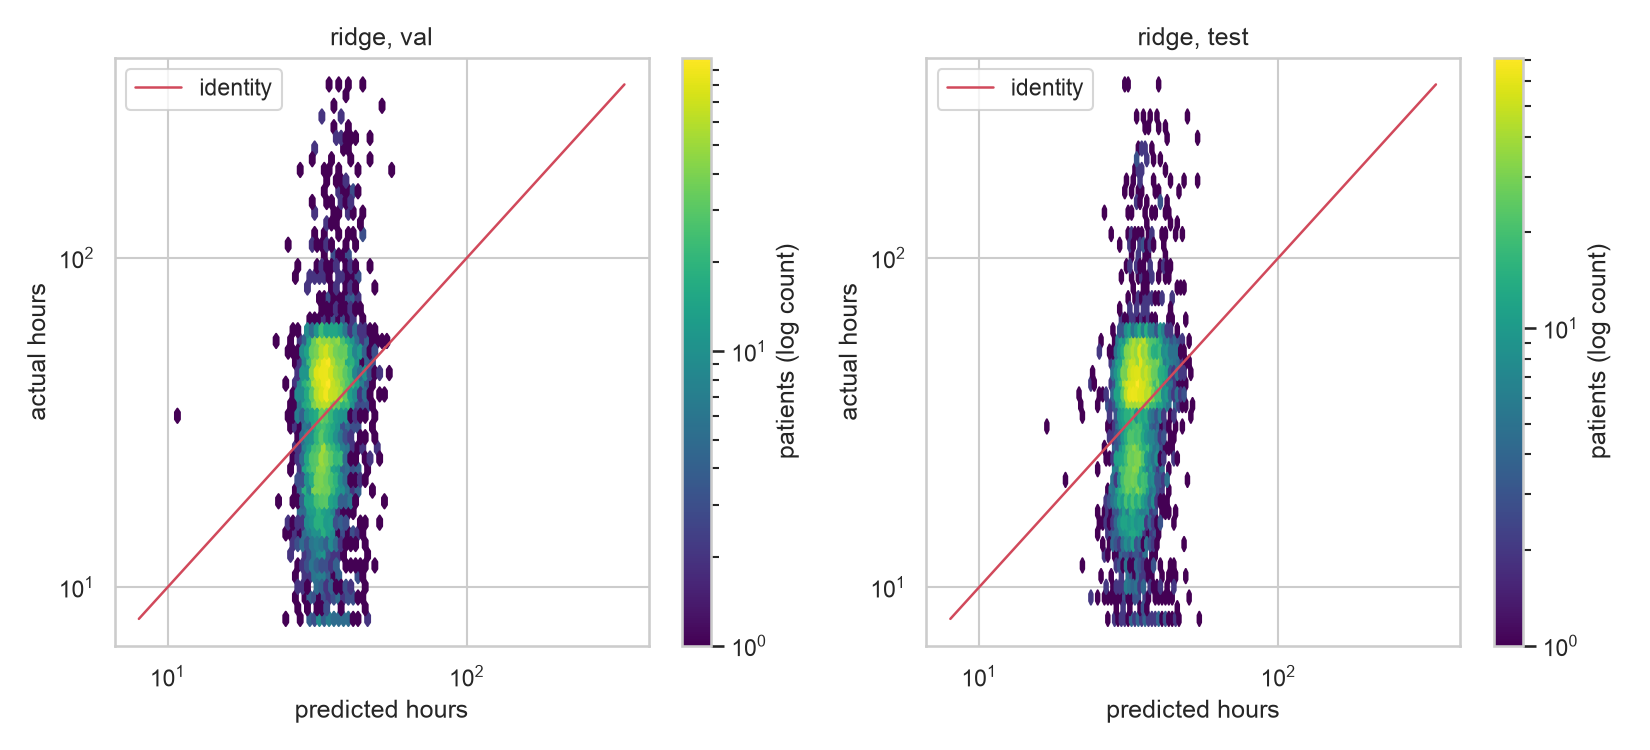 ridge, val
identity
10²
10¹
actual hours
10¹
10²
predicted hours
10¹
10⁰
patients (log count)
ridge, test
identity
10²
10¹
actual hours
10¹
10²
predicted hours
10¹
10⁰
patients (log count)